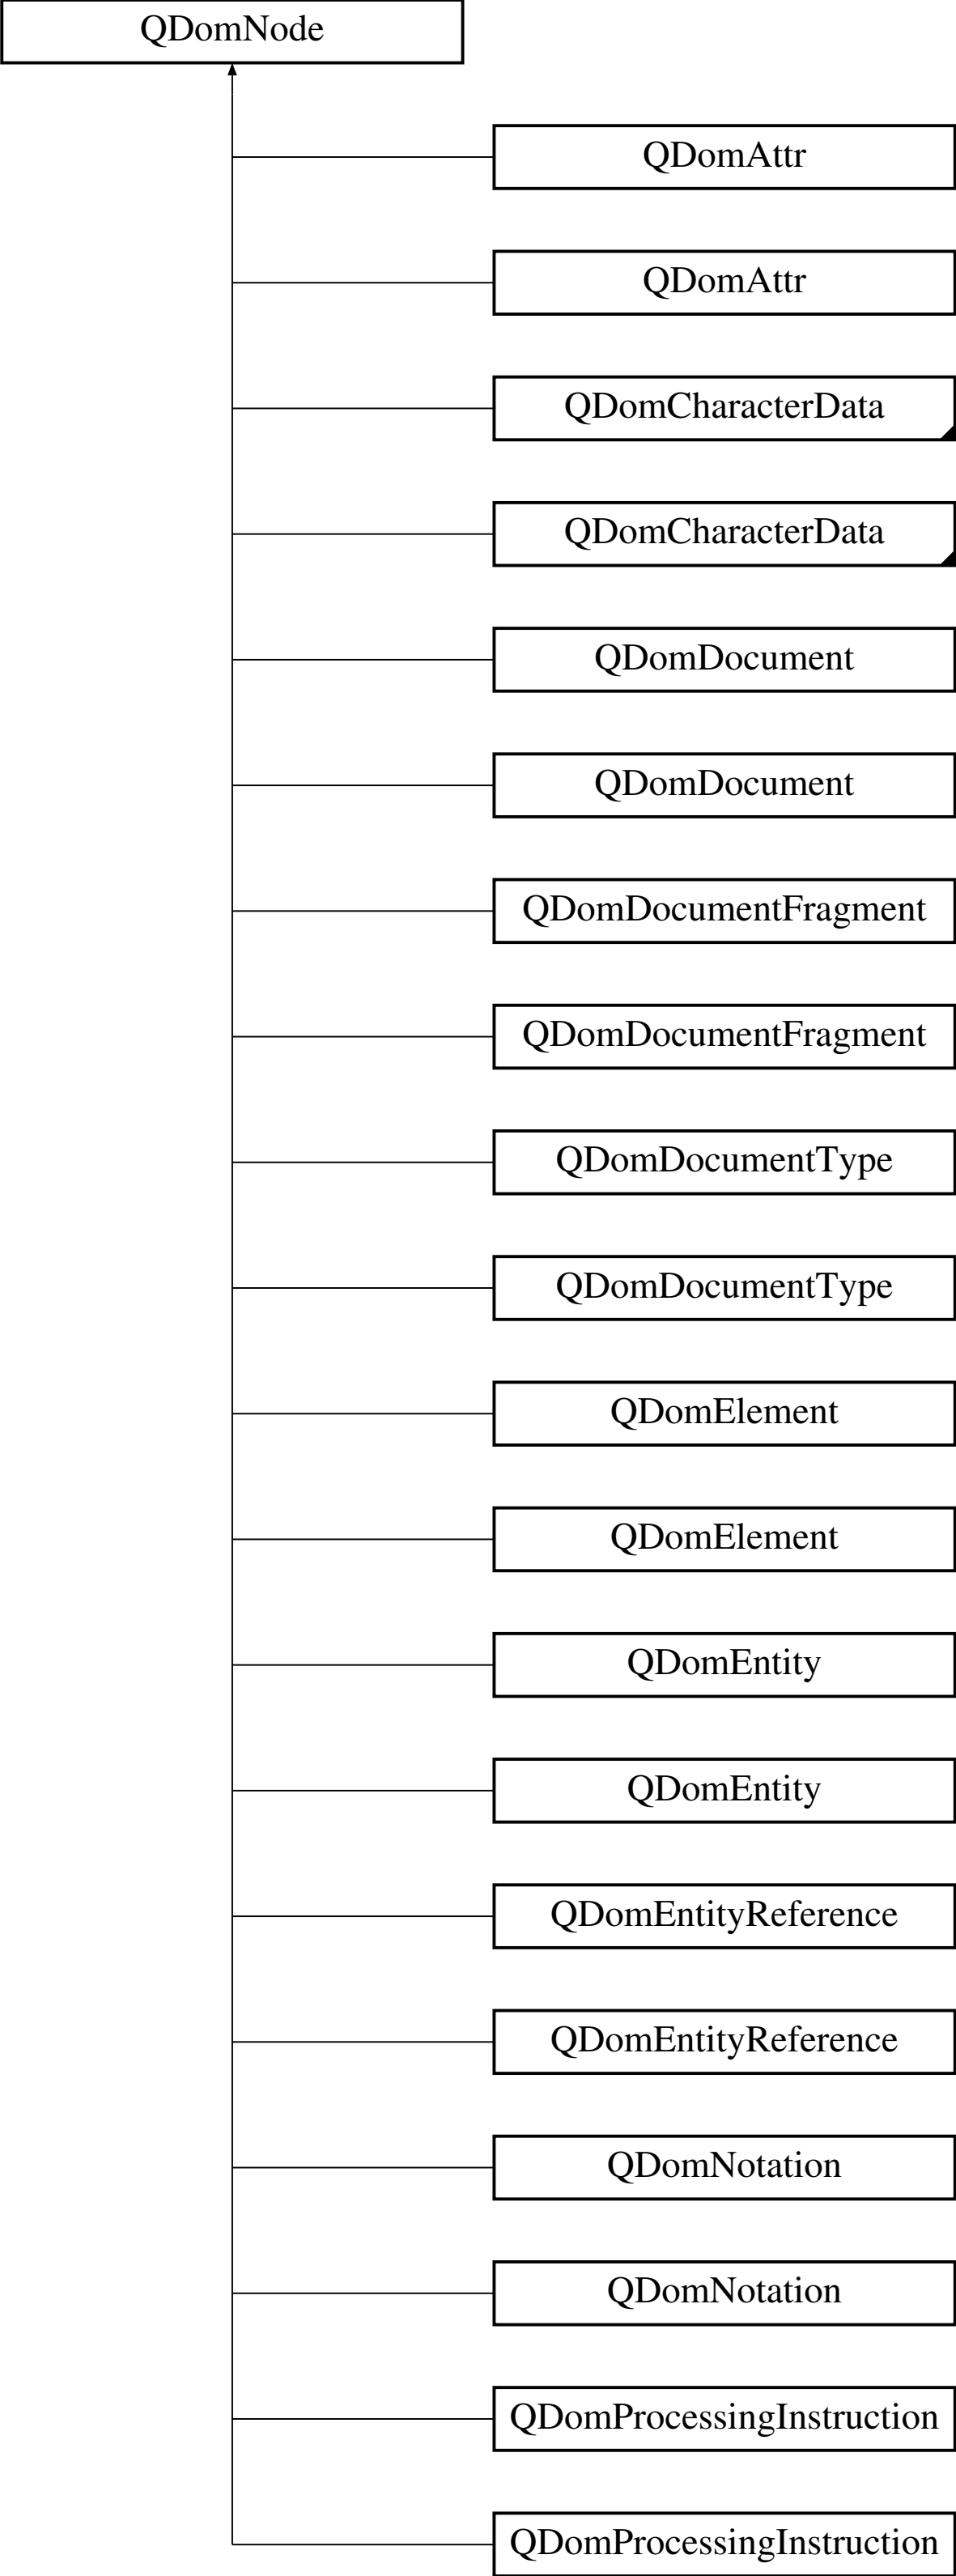 QDomNode
QDomAttr
QDomAttr
QDomCharacterData
QDomCharacterData
QDomDocument
QDomDocument
QDomDocumentFragment
QDomDocumentFragment
QDomDocumentType
QDomDocumentType
QDomElement
QDomElement
QDomEntity
QDomEntity
QDomEntityReference
QDomEntityReference
QDomNotation
QDomNotation
QDomProcessingInstruction
QDomProcessingInstruction